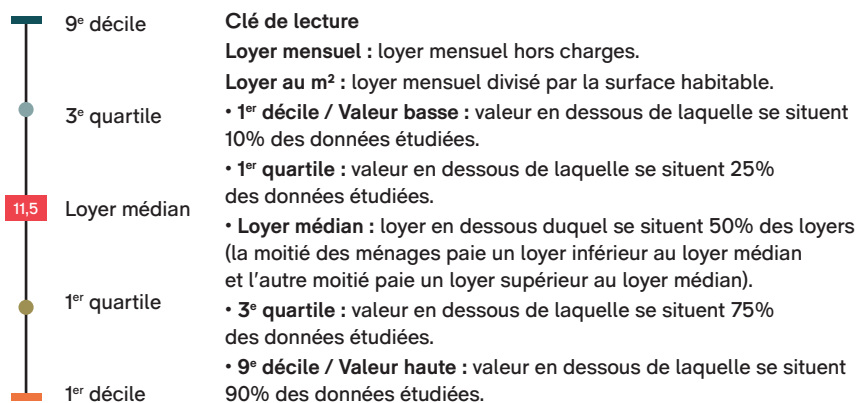 9e décile
3e quartile
11,5
Loyer médian
1er quartile
1er décile
Clé de lecture
Loyer mensuel : loyer mensuel hors charges.
Loyer au m² : loyer mensuel divisé par la surface habitable.
• 1er décile / Valeur basse : valeur en dessous de laquelle se situent
10% des données étudiées.
• 1er quartile : valeur en dessous de laquelle se situent 25%
des données étudiées.
• Loyer médian : loyer en dessous duquel se situent 50% des loyers
(la moitié des ménages paie un loyer inférieur au loyer médian
et l'autre moitié paie un loyer supérieur au loyer médian).
• 3e quartile : valeur en dessous de laquelle se situent 75%
des données étudiées.
• 9e décile / Valeur haute : valeur en dessous de laquelle se situent
90% des données étudiées.